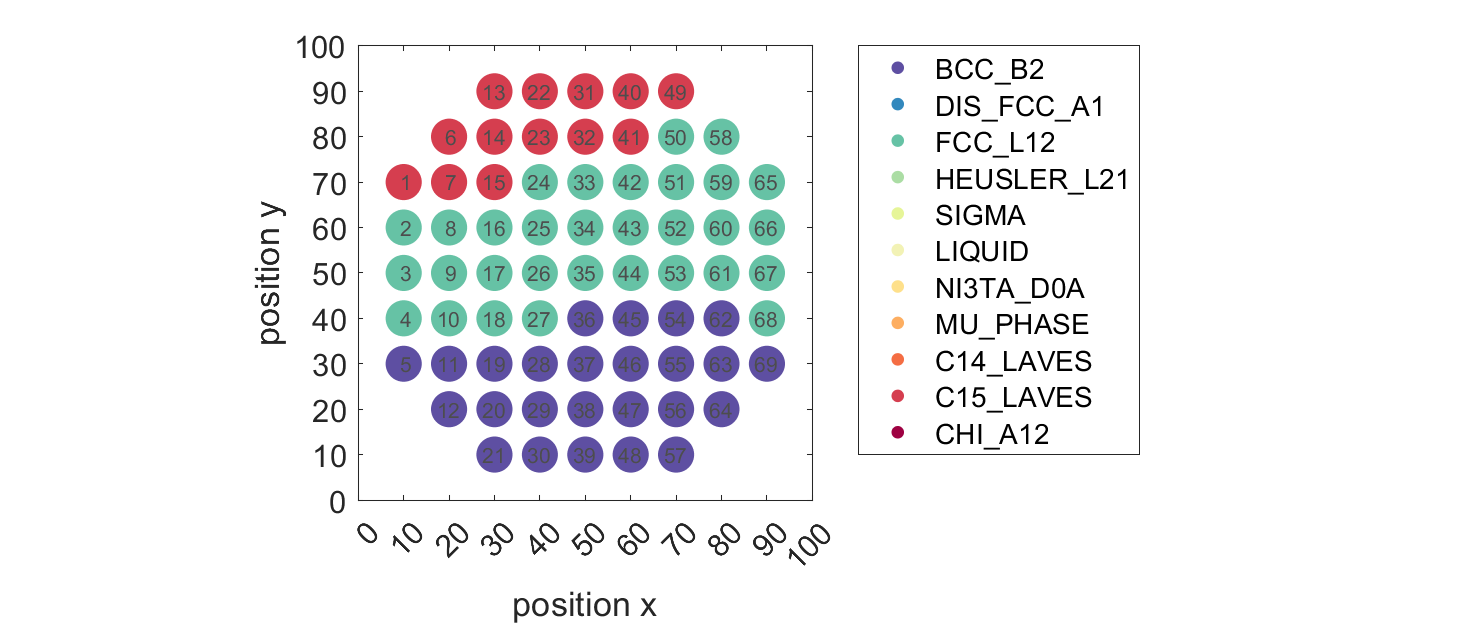 100
90
80
70
60
50
40
30
20
10
0
13 22 31 40 49
6 14 23 32 41 50 58
1 7 15 24 33 42 51 59 65
2 8 16 25 34 43 52 60 66
3 9 17 26 35 44 53 61 67
4 10 18 27 36 45 54 62 68
5 11 19 28 37 46 55 63 69
12 20 29 38 47 56 64
21 30 39 48 57
0 10 20 30 40 50 60 70 80 90 100
position x
position y
BCC_B2
DIS_FCC_A1
FCC_L12
HEUSLER_L21
SIGMA
LIQUID
NI3TA_D0A
MU_PHASE
C14_LAVES
C15_LAVES
CHI_A12